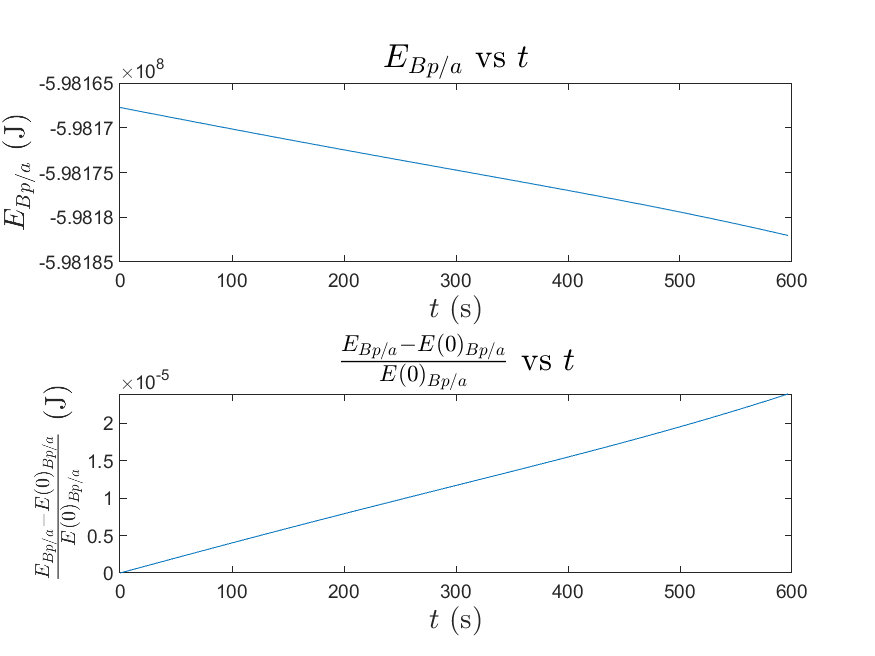 E_{Bp/a} vs t
×10^8
-5.98165
-5.9817
-5.98175
-5.9818
-5.98185
E_{Bp/a} (J)
0 100 200 300 400 500 600
t (s)
\frac{E_{Bp/a}-E(0)_{Bp/a}}{E(0)_{Bp/a}} vs t
×10^{-5}
2
1.5
1
0.5
0
\frac{E_{Bp/a}-E(0)_{Bp/a}}{E(0)_{Bp/a}} (J)
0 100 200 300 400 500 600
t (s)